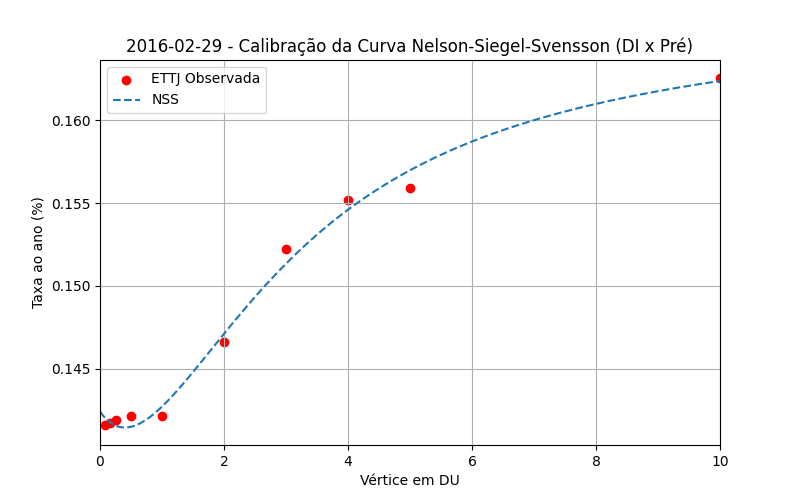 2016-02-29 - Calibração da Curva Nelson-Siegel-Svensson (DI x Pré)
ETTJ Observada
NSS
Taxa ao ano (%)
0.160
0.155
0.150
0.145
0 2 4 6 8 10
Vértice em DU